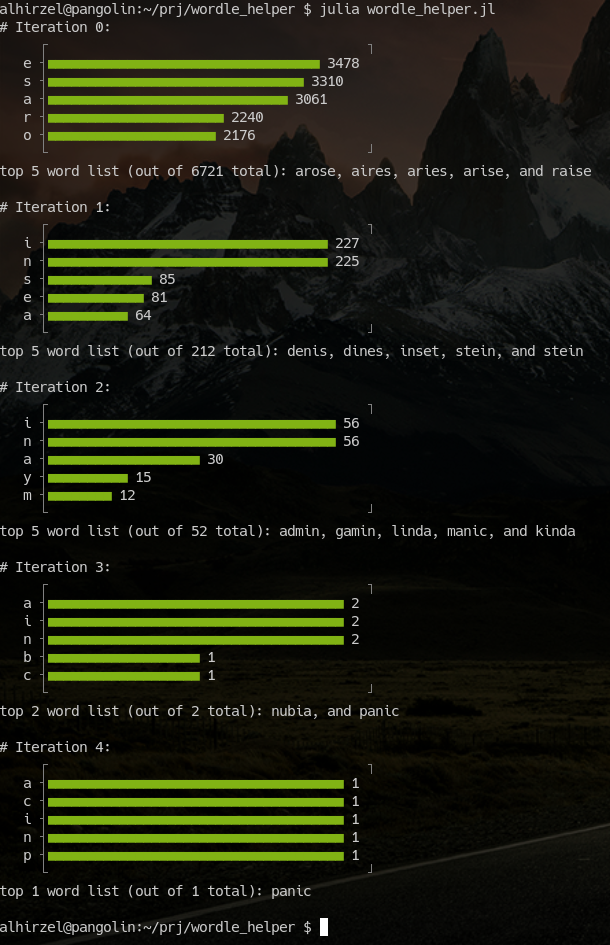 alhirzel@pangolin:~/prj/wordle_helper $ julia wordle_helper.jl
# Iteration 0:
e 3478
s 3310
a 3061
r 2240
o 2176
top 5 word list (out of 6721 total): arose, aires, aries, arise, and raise
# Iteration 1:
i 227
n 225
s 85
e 81
a 64
top 5 word list (out of 212 total): denis, dines, inset, stein, and stein
# Iteration 2:
i 56
n 56
a 30
y 15
m 12
top 5 word list (out of 52 total): admin, gamin, linda, manic, and kinda
# Iteration 3:
a 2
i 2
n 2
b 1
c 1
top 2 word list (out of 2 total): nubia, and panic
# Iteration 4:
a 1
c 1
i 1
n 1
p 1
top 1 word list (out of 1 total): panic
alhirzel@pangolin:~/prj/wordle_helper $